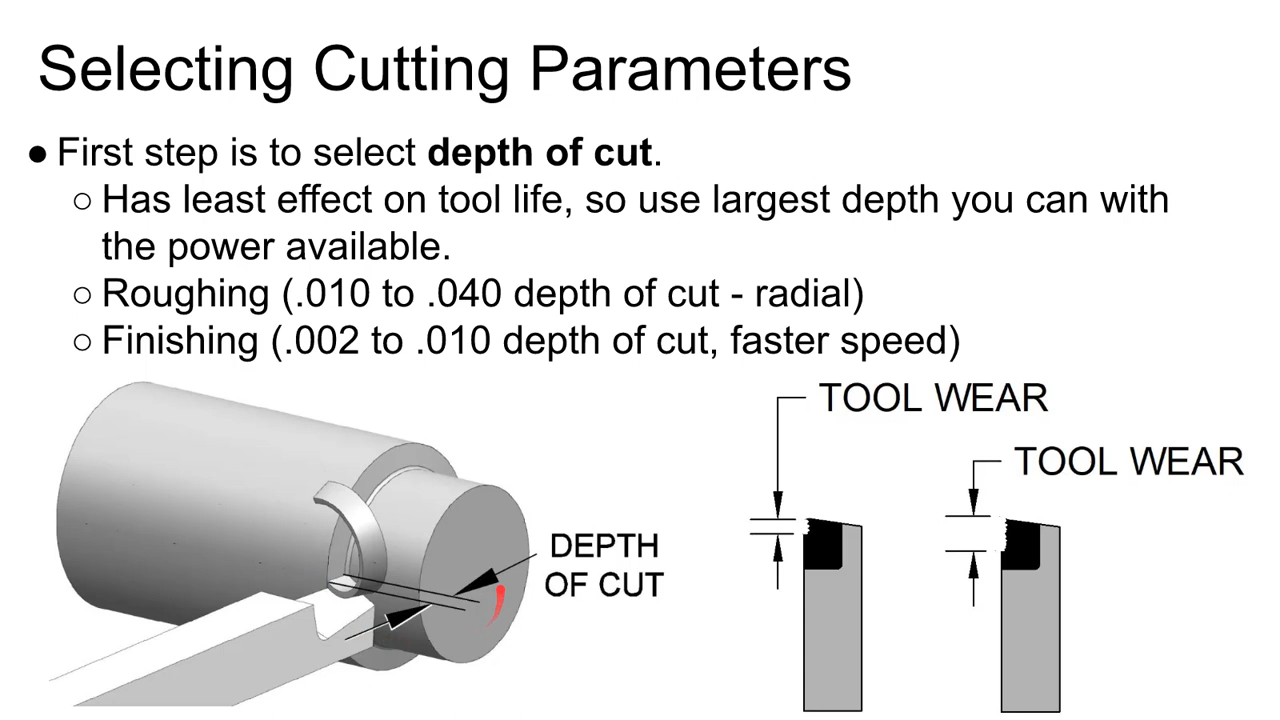 Selecting Cutting Parameters
● First step is to select depth of cut.
○ Has least effect on tool life, so use largest depth you can with
the power available.
○ Roughing (.010 to .040 depth of cut - radial)
○ Finishing (.002 to .010 depth of cut, faster speed)
TOOL WEAR
TOOL WEAR
DEPTH
OF CUT